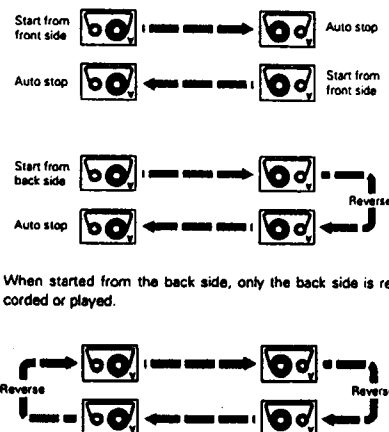 Start from
front side
Auto stop
Auto stop
Start from
front side
Start from
back side
Reverse
Auto stop
When started from the back side, only the back side is re-
corded or played.
Reverse
Reverse